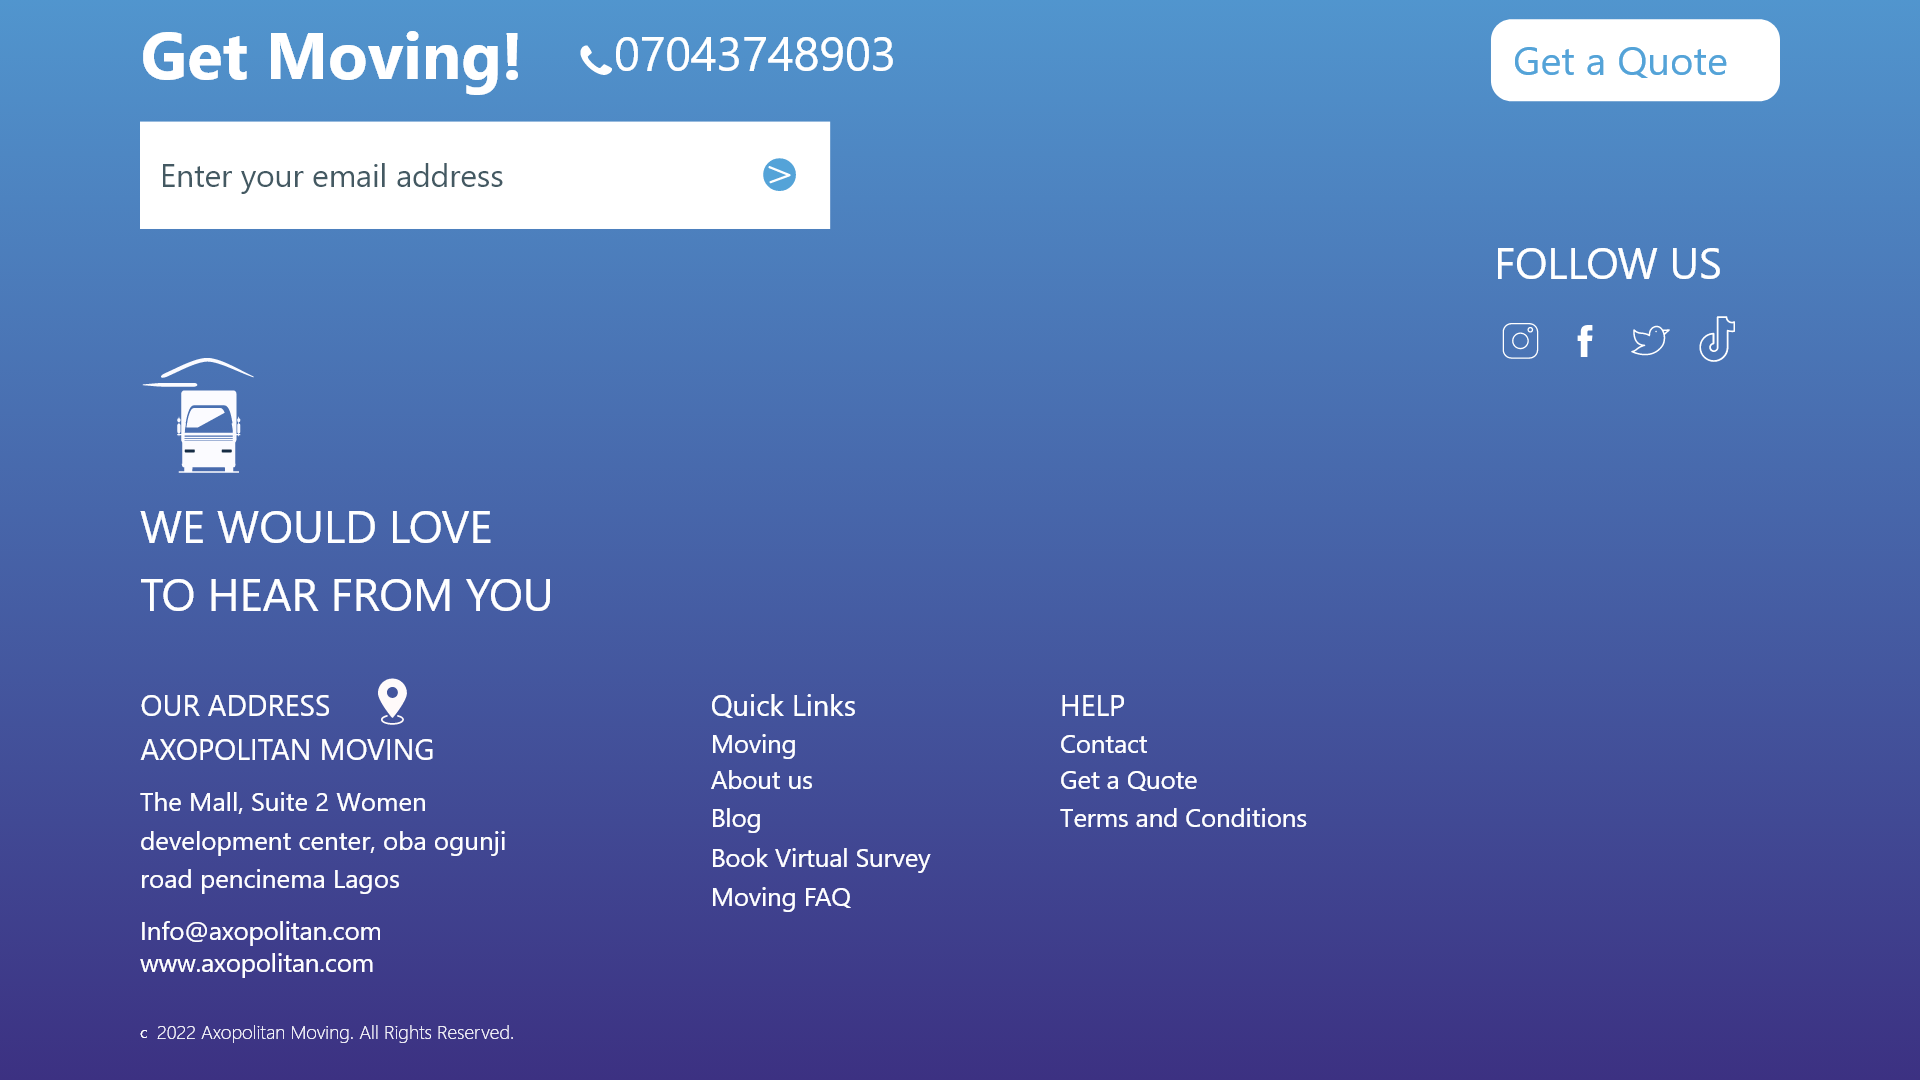 Get Moving!
07043748903
Get a Quote
Enter your email address
FOLLOW US
WE WOULD LOVE
TO HEAR FROM YOU
OUR ADDRESS
AXOPOLITAN MOVING
The Mall, Suite 2 Women
development center, oba ogunji
road pencinema Lagos
Info@axopolitan.com
www.axopolitan.com
Quick Links
Moving
About us
Blog
Book Virtual Survey
Moving FAQ
HELP
Contact
Get a Quote
Terms and Conditions
c 2022 Axopolitan Moving. All Rights Reserved.